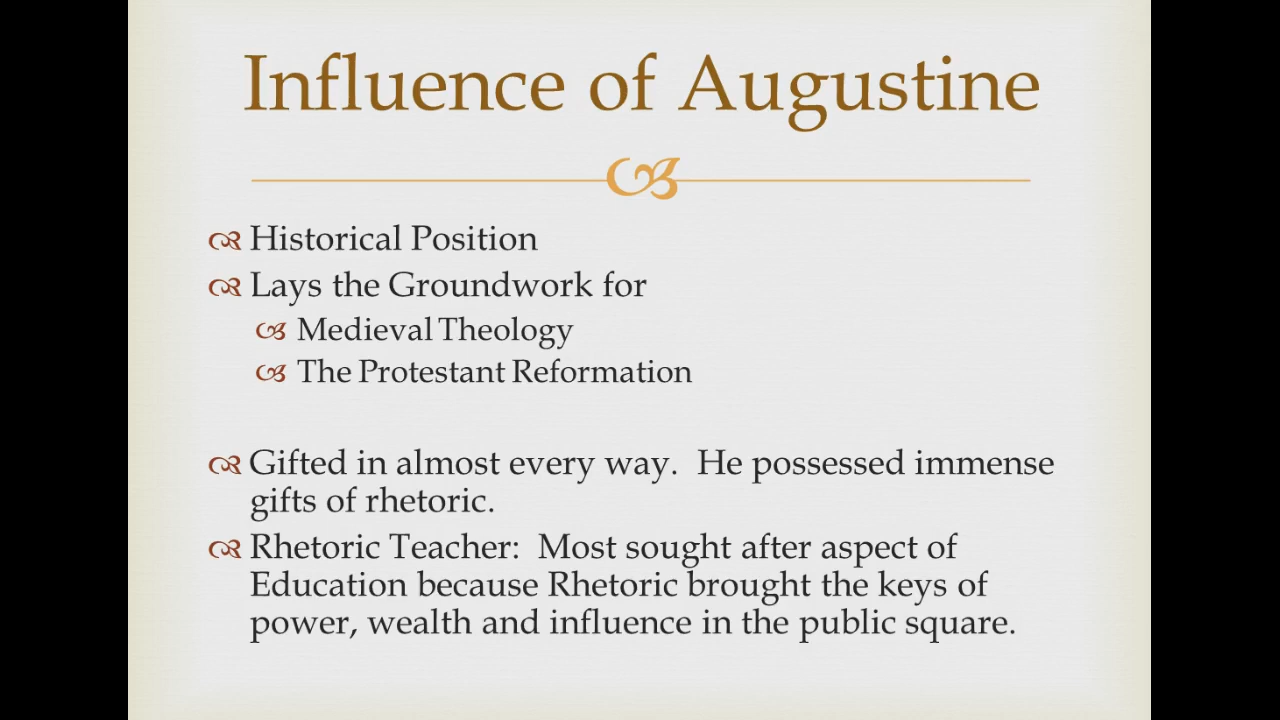 Influence of Augustine
Historical Position
Lays the Groundwork for
Medieval Theology
The Protestant Reformation
Gifted in almost every way.  He possessed immense
gifts of rhetoric.
Rhetoric Teacher:  Most sought after aspect of
Education because Rhetoric brought the keys of
power, wealth and influence in the public square.